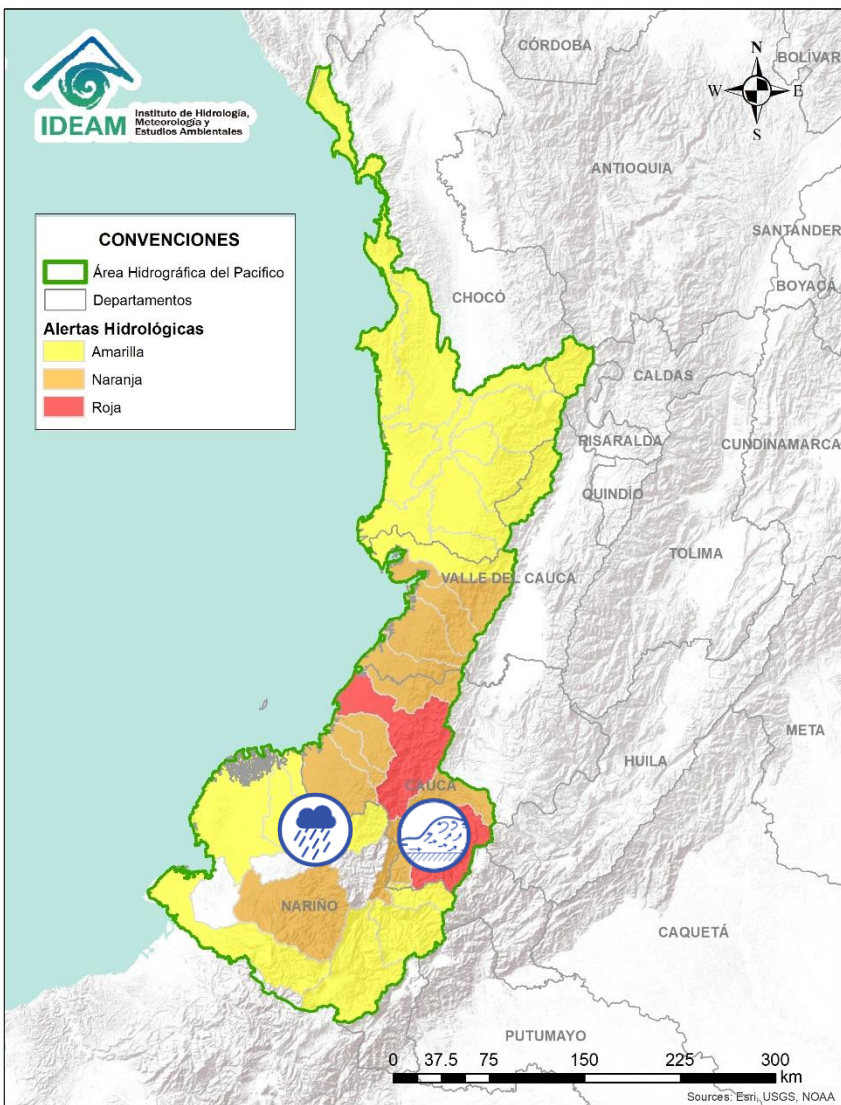 IDEAM
Instituto de Hidrología,
Meteorología y
Estudios Ambientales
CÓRDOBA
BOLÍVAR
N
W
E
S
ANTIOQUIA
SANTANDER
BOYACÁ
CONVENCIONES
Área Hidrográfica del Pacifico
Departamentos
Alertas Hidrológicas
Amarilla
Naranja
Roja
CHOCÓ
CALDAS
RISARALDA
CUNDINAMARCA
QUINDÍO
TOLIMA
VALLE DEL CAUCA
META
HUILA
CAUCA
NARIÑO
CAQUETÁ
PUTUMAYO
0 37.5 75 150 225 300
km
Sources: Esri, USGS, NOAA